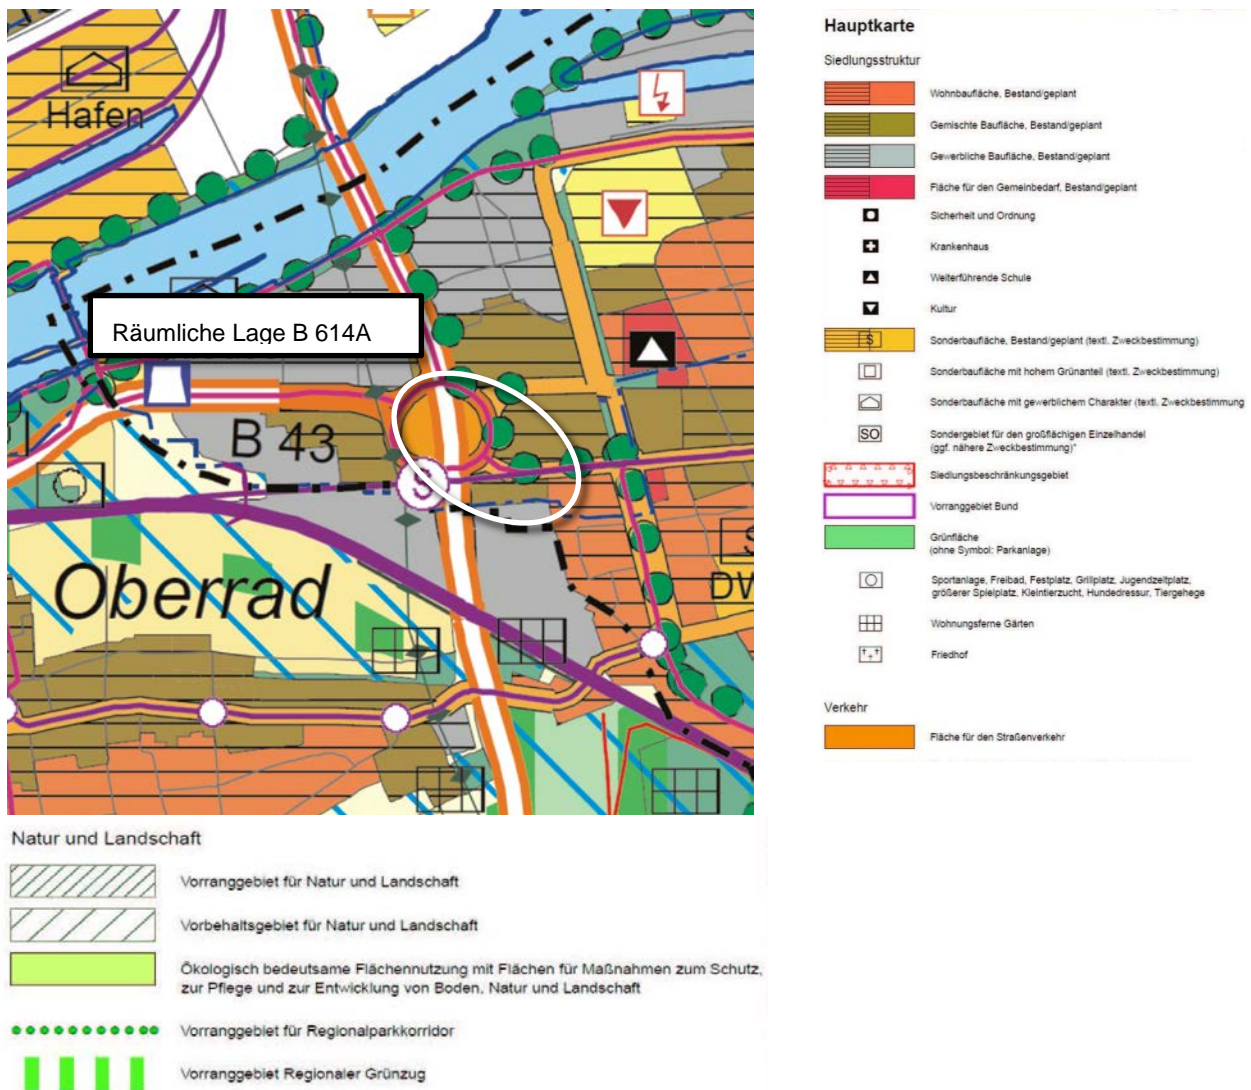 Hafen
Räumliche Lage B 614A
B 43
S
Oberrad
S
DW
Hauptkarte
Siedlungsstruktur
Wohnbaufläche, Bestand/geplant
Gemischte Baufläche, Bestand/geplant
Gewerbliche Baufläche, Bestand/geplant
Fläche für den Gemeinbedarf, Bestand/geplant
Sicherheit und Ordnung
Krankenhaus
Weiterführende Schule
Kultur
S
Sonderbaufläche, Bestand/geplant (textl. Zweckbestimmung)
Sonderbaufläche mit hohem Grünanteil (textl. Zweckbestimmung)
Sonderbaufläche mit gewerblichem Charakter (textl. Zweckbestimmung
SO
Sondergebiet für den großflächigen Einzelhandel
(ggf. nähere Zweckbestimmung)*
Siedlungsbeschränkungsgebiet
Vorranggebiet Bund
Grünfläche
(ohne Symbol: Parkanlage)
Sportanlage, Freibad, Festplatz, Grillplatz, Jugendzeltplatz,
größerer Spielplatz, Kleintierzucht, Hundedressur, Tiergehege
Wohnungsferne Gärten
Friedhof
Verkehr
Fläche für den Straßenverkehr
Natur und Landschaft
Vorranggebiet für Natur und Landschaft
Vorbehaltsgebiet für Natur und Landschaft
Ökologisch bedeutsame Flächennutzung mit Flächen für Maßnahmen zum Schutz,
zur Pflege und zur Entwicklung von Boden, Natur und Landschaft
Vorranggebiet für Regionalparkkorridor
Vorranggebiet Regionaler Grünzug